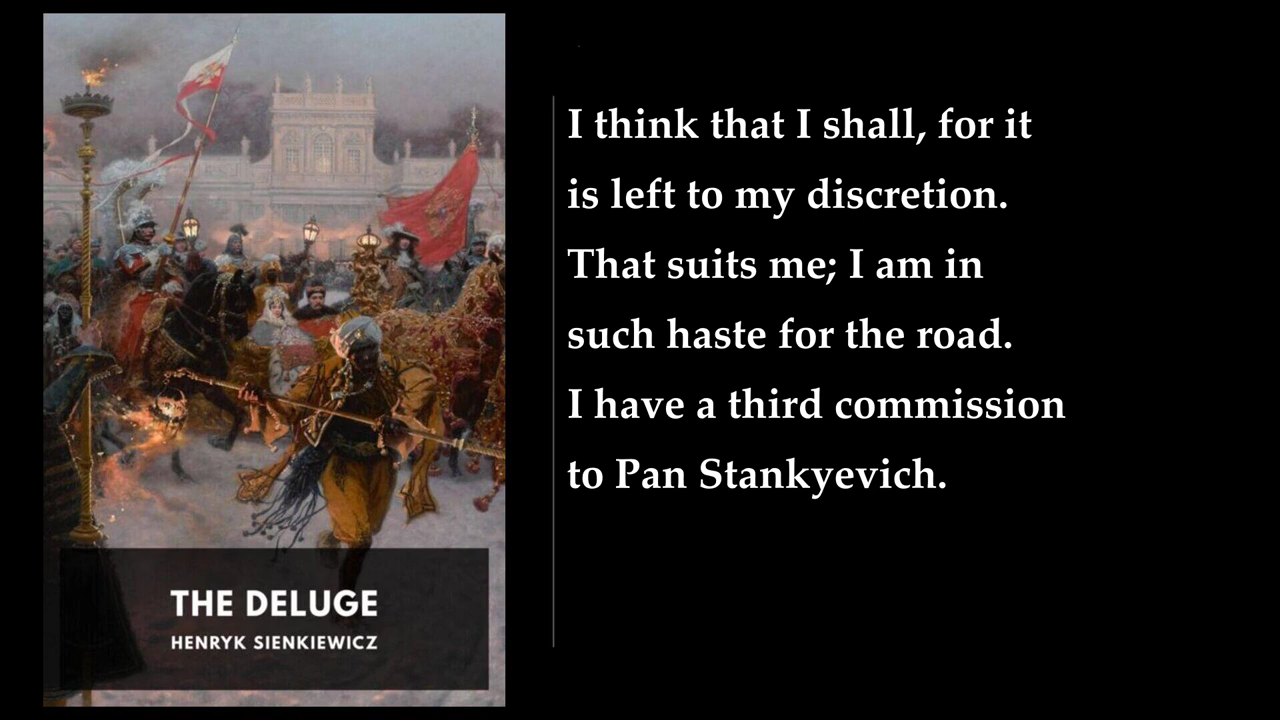 THE DELUGE
HENRYK SIENKIEWICZ
I think that I shall, for it
is left to my discretion.
That suits me; I am in
such haste for the road.
I have a third commission
to Pan Stankyevich.